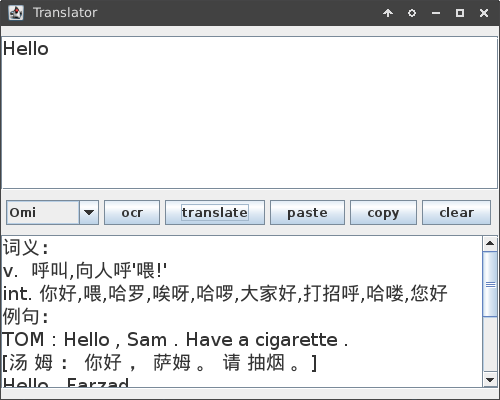 Translator
Hello
Omi ocr translate paste copy clear
词义:
v. 呼叫,向人呼'喂!'
int. 你好,喂,哈罗,唉呀,哈啰,大家好,打招呼,哈喽,您好
例句:
TOM : Hello , Sam . Have a cigarette .
[汤 姆 : 你好 , 萨姆 。 请 抽烟 。 ]
Hello , Farzad